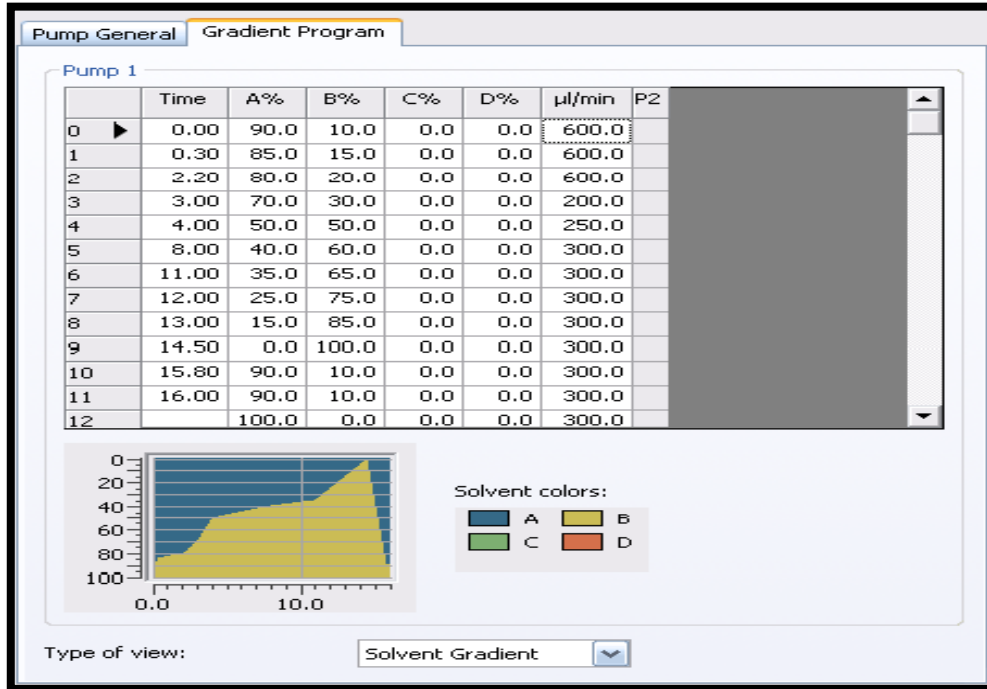 Pump General Gradient Program
Pump 1
Time A% B% C% D% µl/min P2
0 0.00 90.0 10.0 0.0 0.0 600.0
1 0.30 85.0 15.0 0.0 0.0 600.0
2 2.20 80.0 20.0 0.0 0.0 600.0
3 3.00 70.0 30.0 0.0 0.0 200.0
4 4.00 50.0 50.0 0.0 0.0 250.0
5 8.00 40.0 60.0 0.0 0.0 300.0
6 11.00 35.0 65.0 0.0 0.0 300.0
7 12.00 25.0 75.0 0.0 0.0 300.0
8 13.00 15.0 85.0 0.0 0.0 300.0
9 14.50 0.0 100.0 0.0 0.0 300.0
10 15.80 90.0 10.0 0.0 0.0 300.0
11 16.00 90.0 10.0 0.0 0.0 300.0
12 100.0 0.0 0.0 0.0 300.0
0
20
40
60
80
100
0.0 10.0
Solvent colors:
A B
C D
Type of view: Solvent Gradient